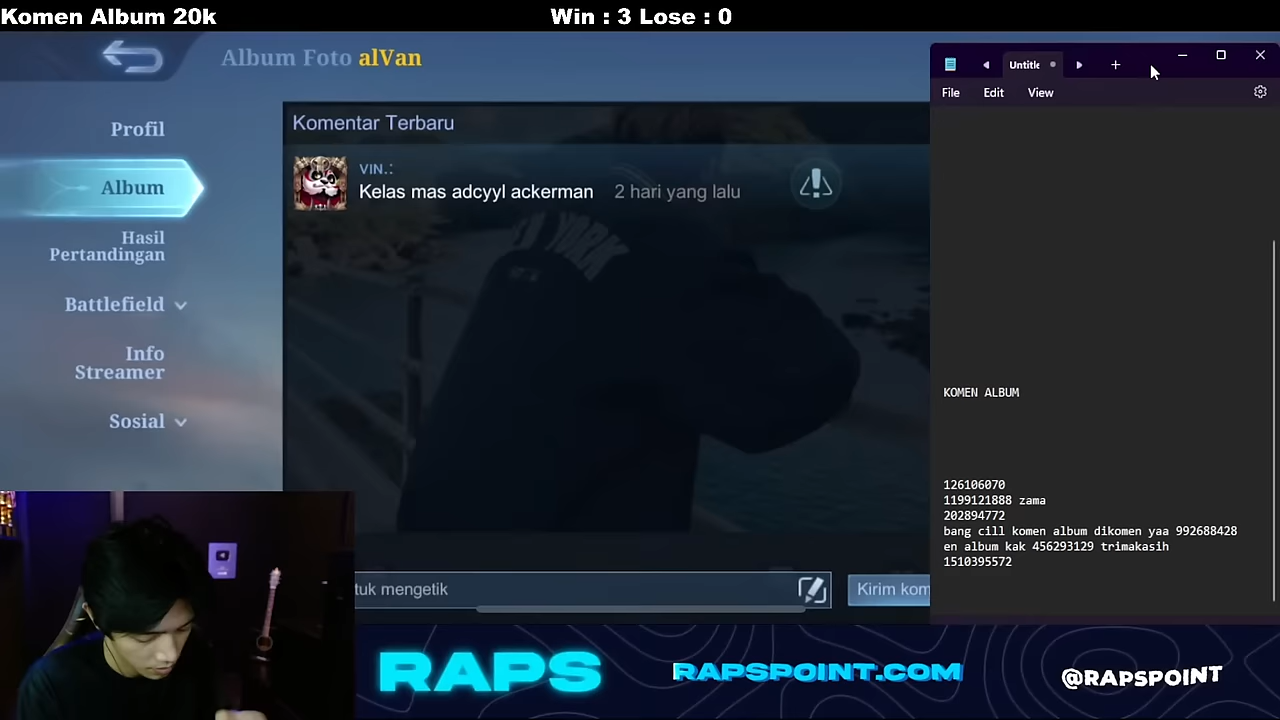 Komen Album 20k
Win : 3 Lose : 0
Album Foto alVan
Untitle
File
Edit
View
Profil
Album
Hasil
Pertandingan
Battlefield
Info
Streamer
Sosial
Komentar Terbaru
VIN.:
Kelas mas adcyyl ackerman
2 hari yang lalu
YORK
tuk mengetik
Kirim kom
KOMEN ALBUM
126106070
1199121888 zama
202894772
bang cill komen album dikomen yaa 992688428
en album kak 456293129 trimakasih
1510395572
RAPS
RAPSPOINT.COM
@RAPSPOINT